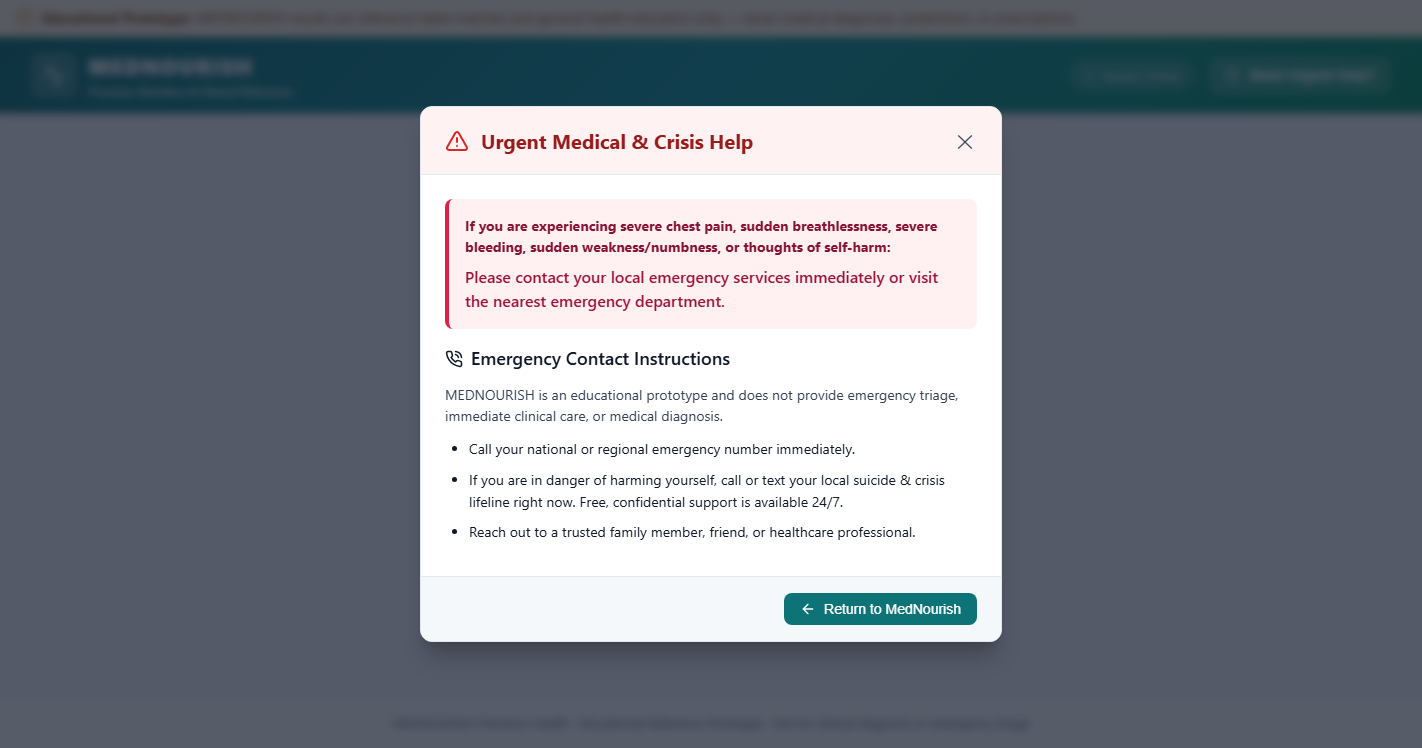 MEDNOURISH
Urgent Medical & Crisis Help
If you are experiencing severe chest pain, sudden breathlessness, severe
bleeding, sudden weakness/numbness, or thoughts of self-harm:
Please contact your local emergency services immediately or visit
the nearest emergency department.
Emergency Contact Instructions
MEDNOURISH is an educational prototype and does not provide emergency triage,
immediate clinical care, or medical diagnosis.
Call your national or regional emergency number immediately.
If you are in danger of harming yourself, call or text your local suicide & crisis
lifeline right now. Free, confidential support is available 24/7.
Reach out to a trusted family member, friend, or healthcare professional.
Return to MedNourish